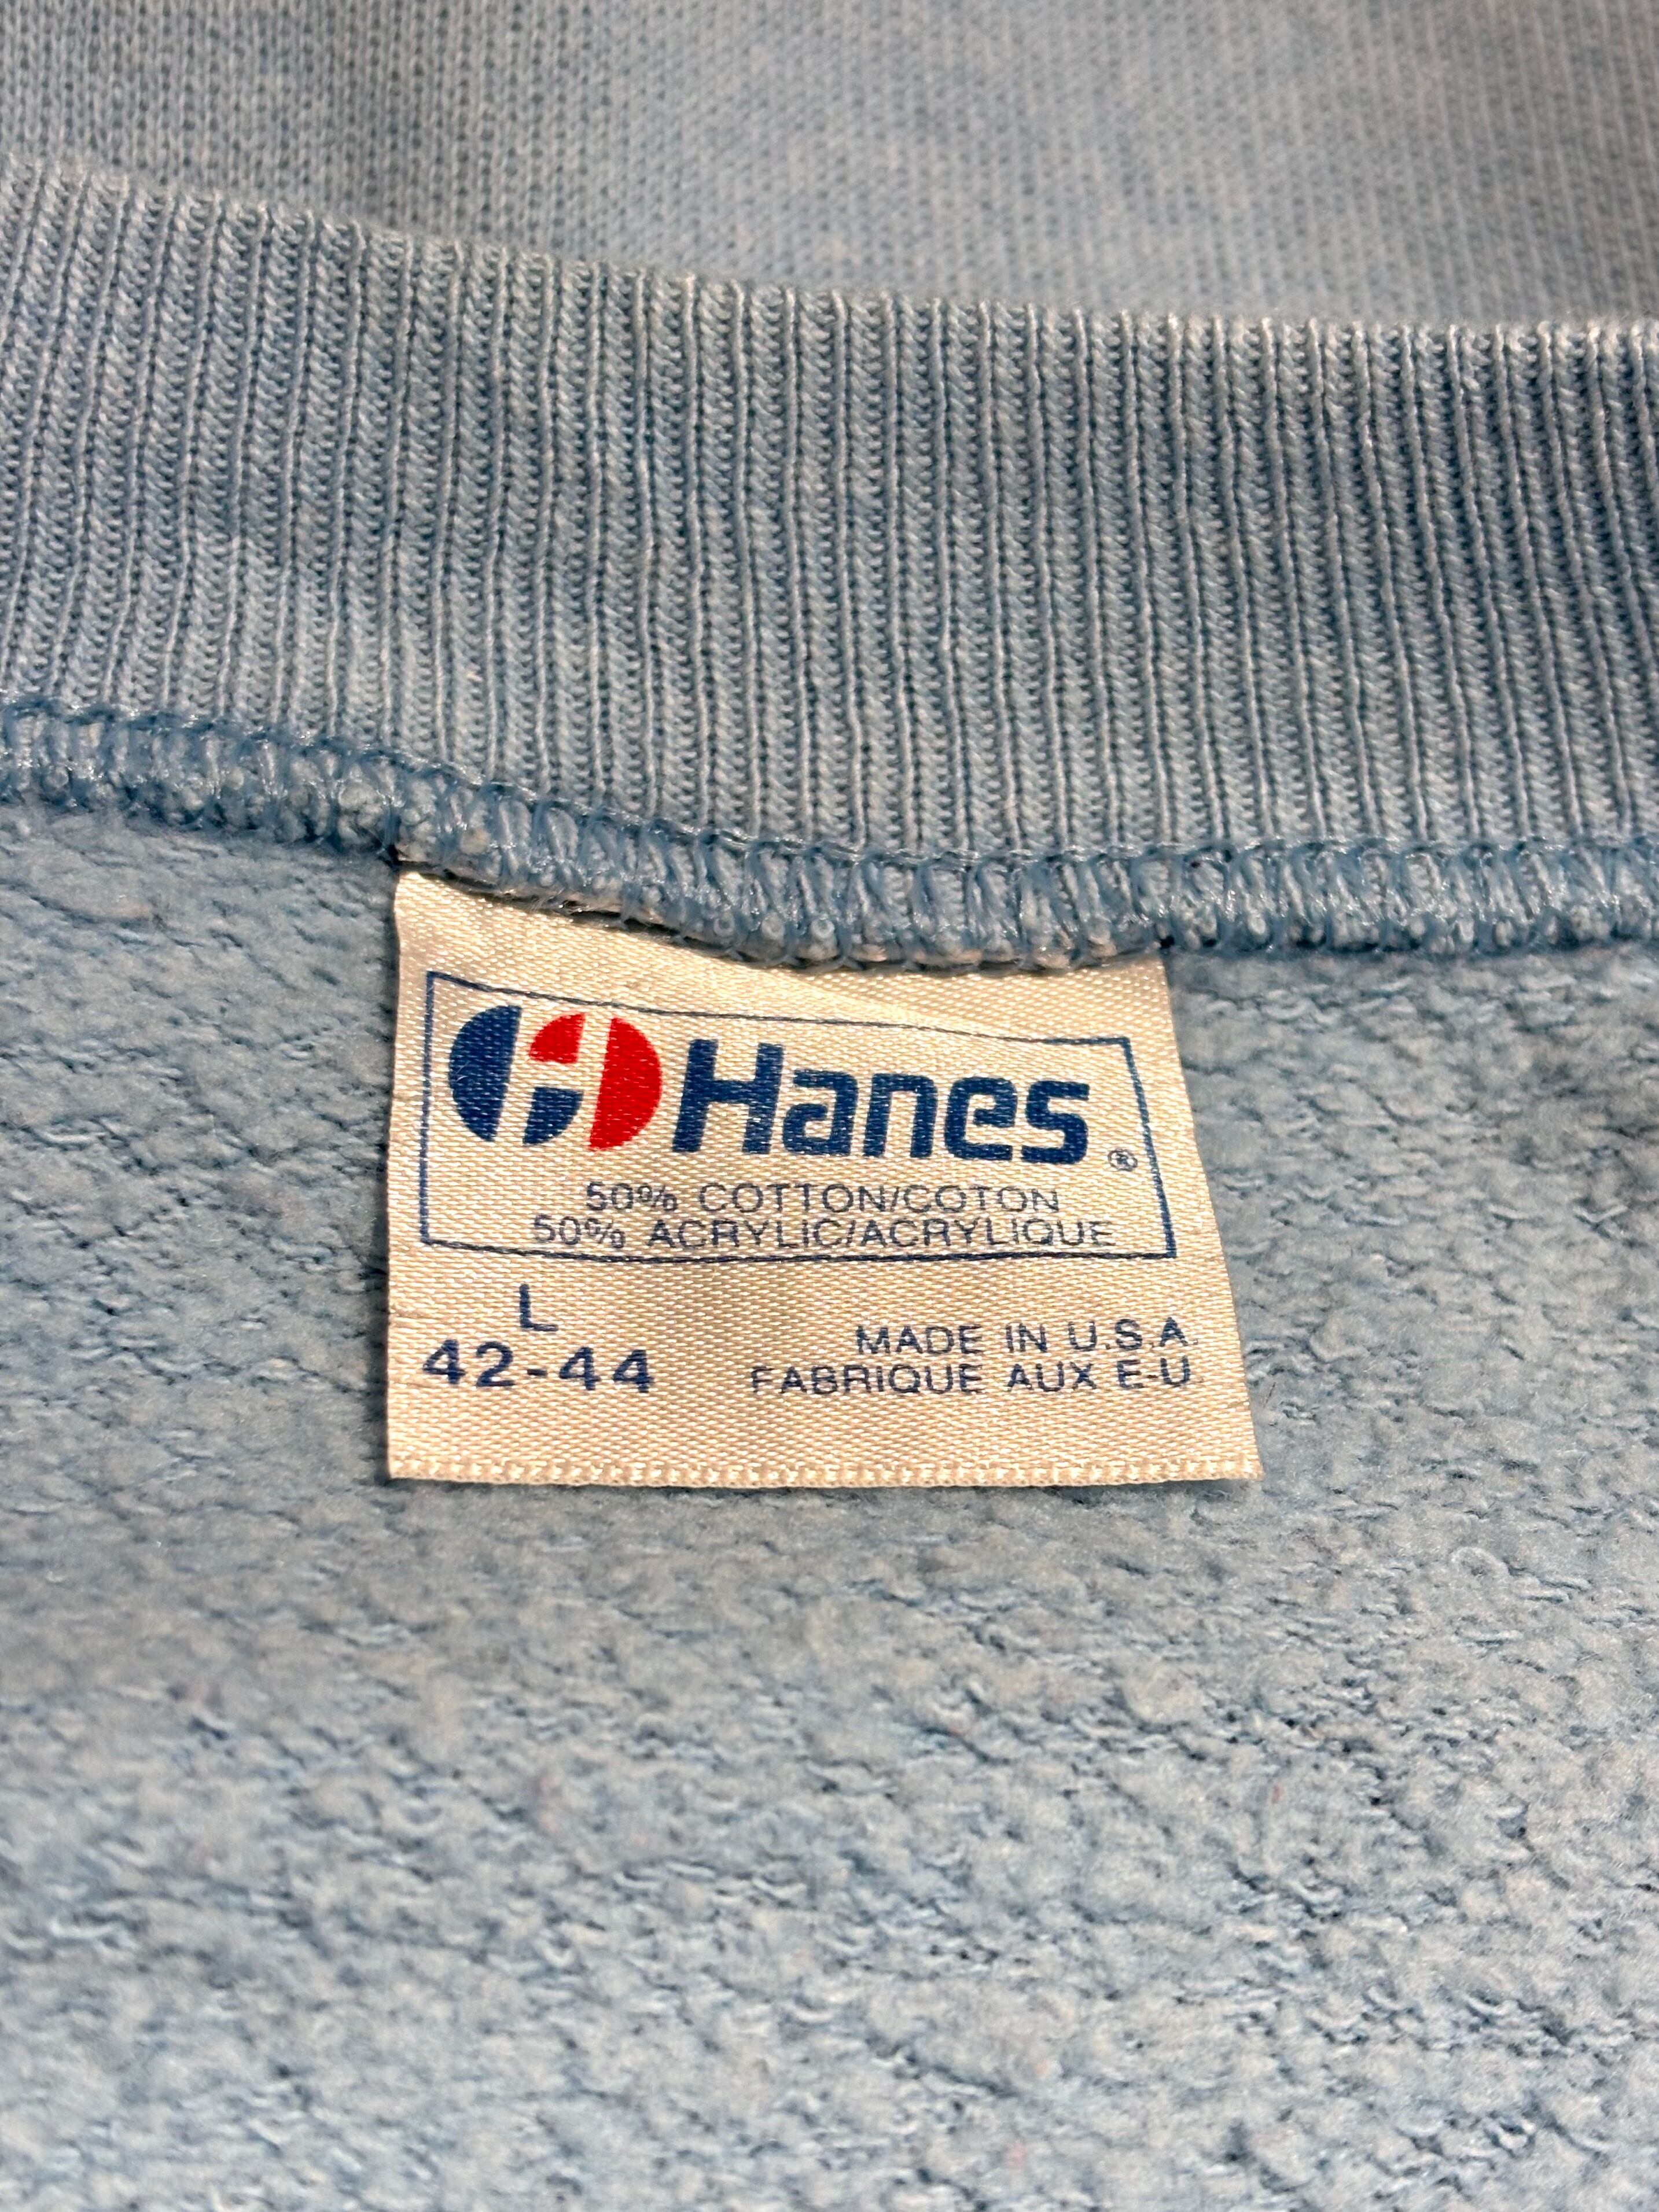 Hanes®
50% COTTON/COTON
50% ACRYLIC/ACRYLIQUE
L
42-44
MADE IN U.S.A.
FABRIQUE AUX E-U